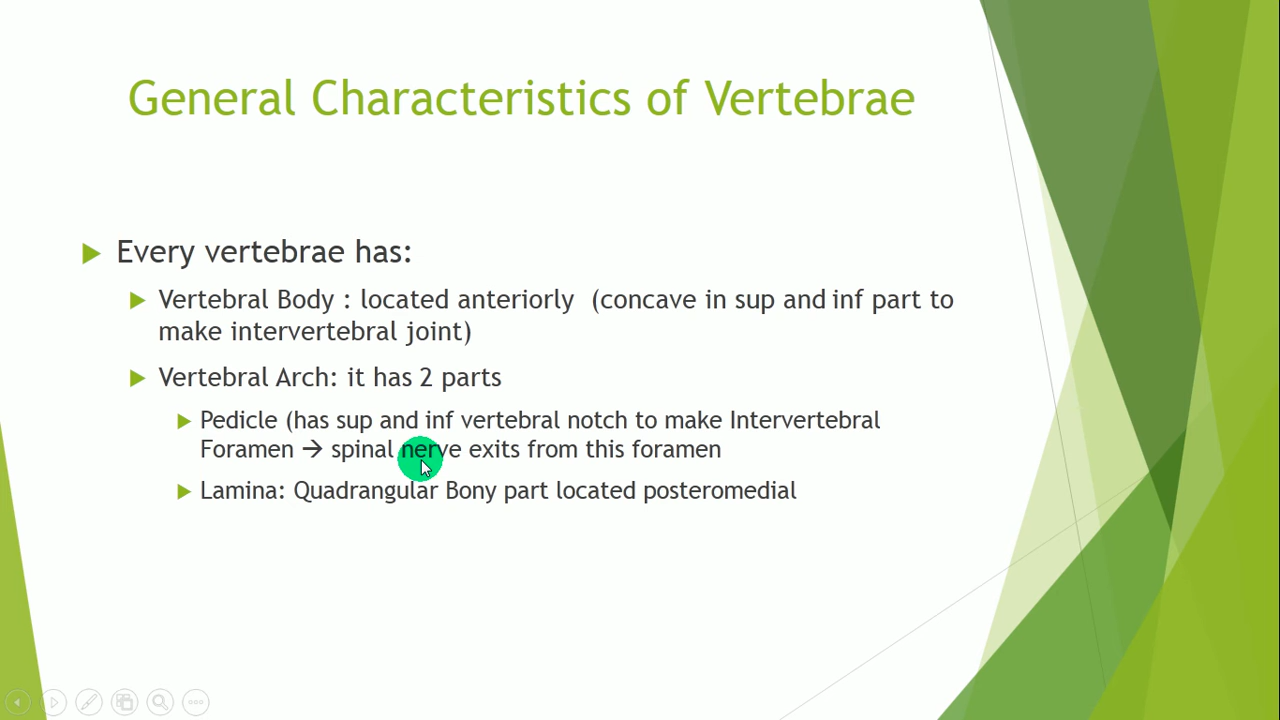 General Characteristics of Vertebrae
Every vertebrae has:
Vertebral Body : located anteriorly (concave in sup and inf part to
make intervertebral joint)
Vertebral Arch: it has 2 parts
Pedicle (has sup and inf vertebral notch to make Intervertebral
Foramen → spinal nerve exits from this foramen
Lamina: Quadrangular Bony part located posteromedial